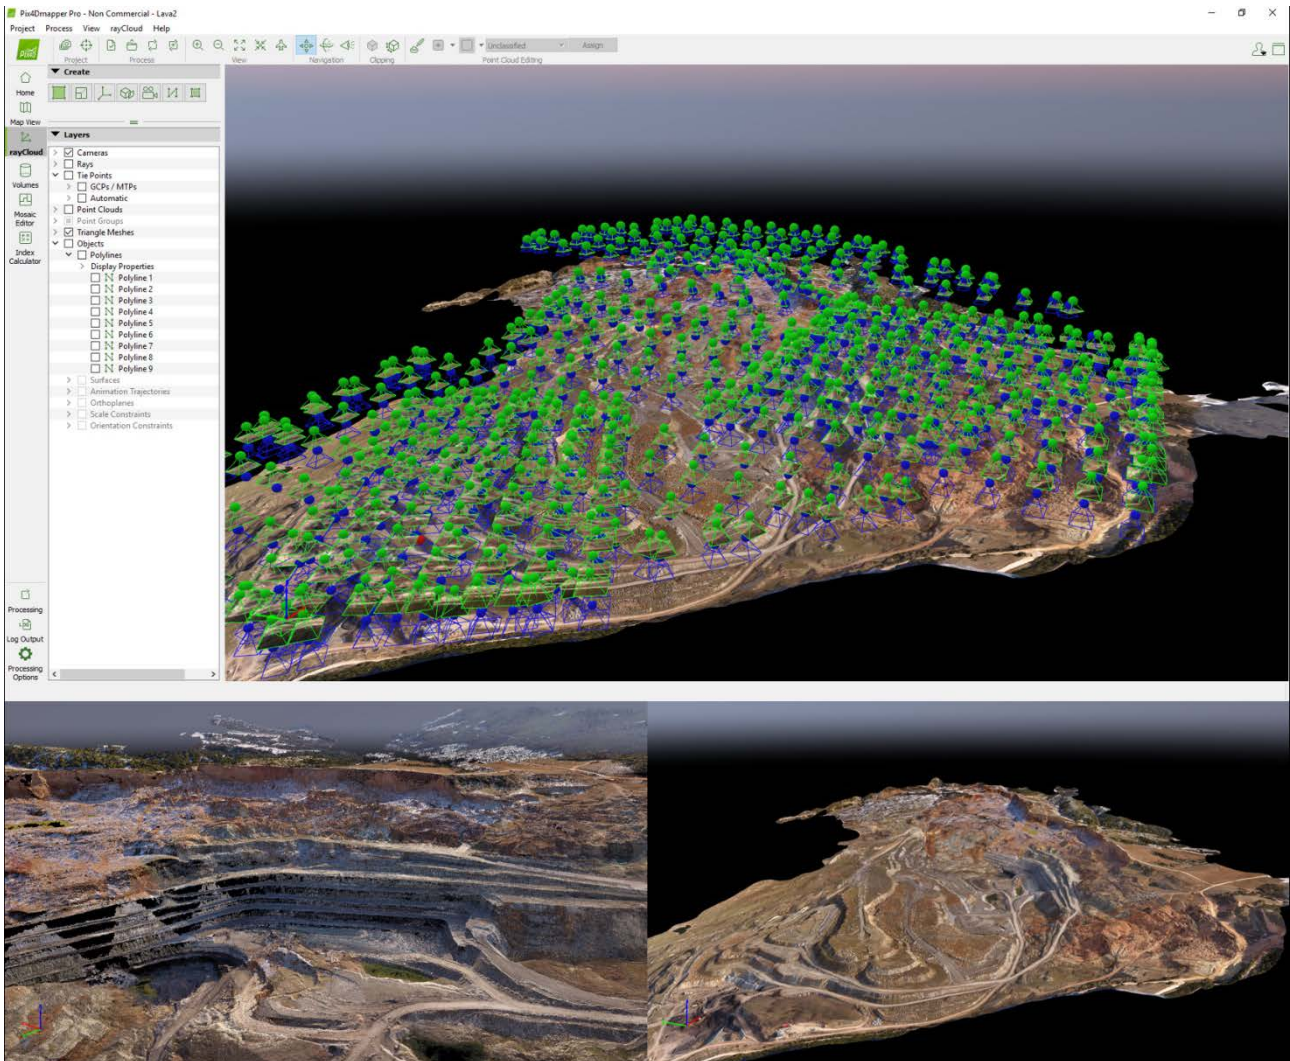 Pix4Dmapper Pro - Non Commercial - Lava2
Project Process View rayCloud Help
Unclassified Assign
Project Process View Navigation Clipping Point Cloud Editing
Create
Home
Map View
Layers
rayCloud
Cameras
Rays
Tie Points
Volumes
GCPs / MTPs
Automatic
Point Clouds
Mosaic
Editor
Point Groups
Triangle Meshes
Objects
Index
Calculator
Polylines
Display Properties
Polyline 1
Polyline 2
Polyline 3
Polyline 4
Polyline 5
Polyline 6
Polyline 7
Polyline 8
Polyline 9
Surfaces
Animation Trajectories
Orthoplanes
Scale Constraints
Orientation Constraints
Processing
Log Output
Processing
Options